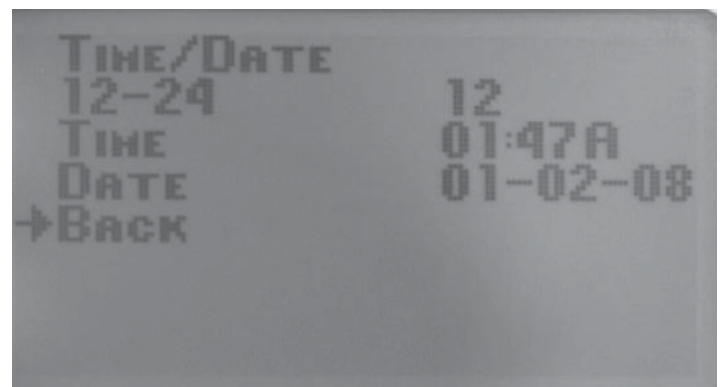 TIME/DATE
12-24 12
TIME 01:47A
DATE 01-02-08
→BACK